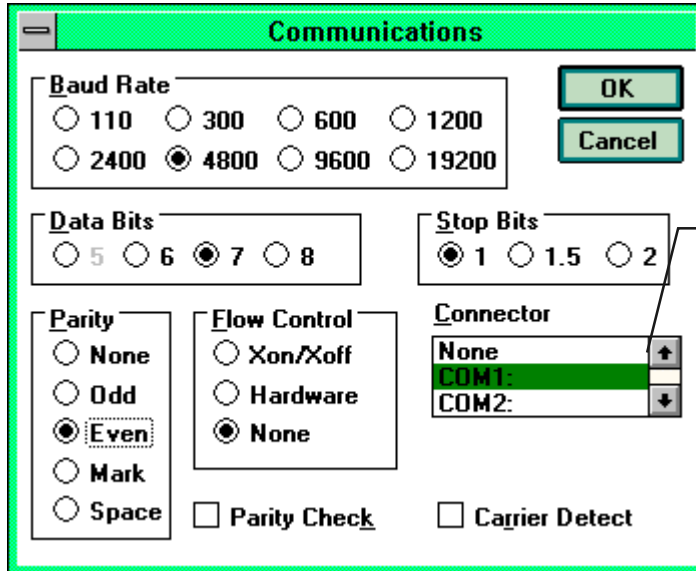 Communications
Baud Rate
110 300 600 1200
2400 4800 9600 19200
OK
Cancel
Data Bits
5 6 7 8
Stop Bits
1 1.5 2
Parity
None
Odd
Even
Mark
Space
Flow Control
Xon/Xoff
Hardware
None
Connector
None
COM1:
COM2:
Parity Check
Carrier Detect